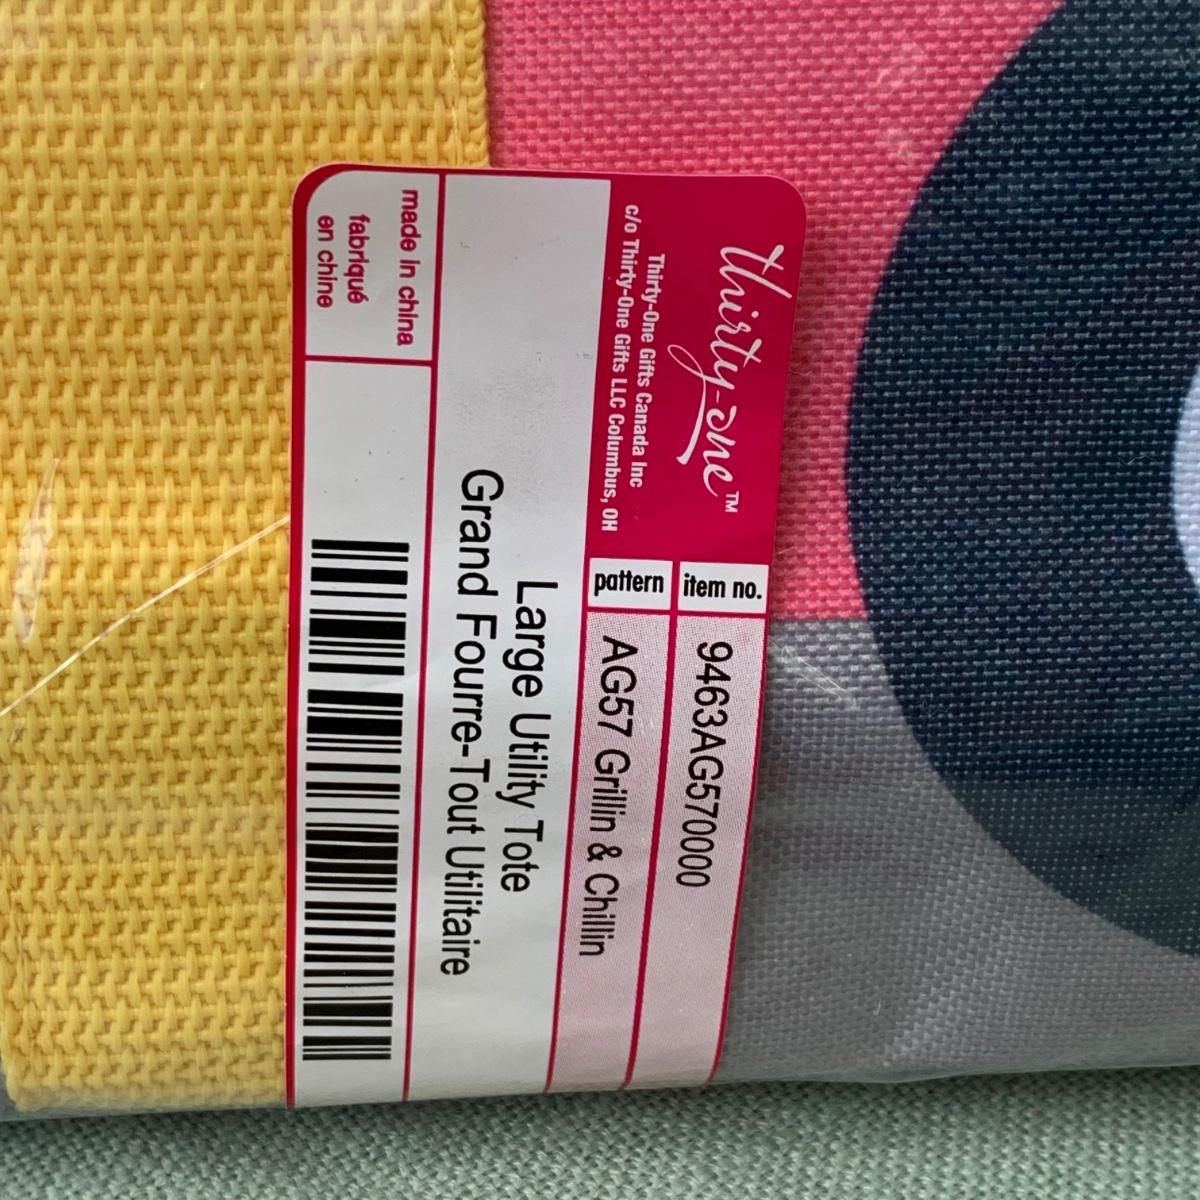 thirty-one™
Thirty-One Gifts Canada Inc
c/o Thirty-One Gifts LLC Columbus, OH
item no.
9463AG570000
pattern
AG57 Grillin & Chillin
Large Utility Tote
Grand Fourre-Tout Utilitaire
made in china
fabriqué
en chine